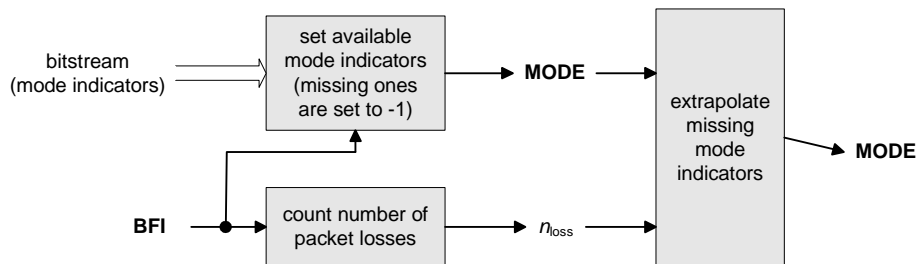 bitstream
(mode indicators)
set available
mode indicators
(missing ones
are set to -1)
MODE
extrapolate
missing
mode
indicators
MODE
BFI
count number of
packet losses
nloss